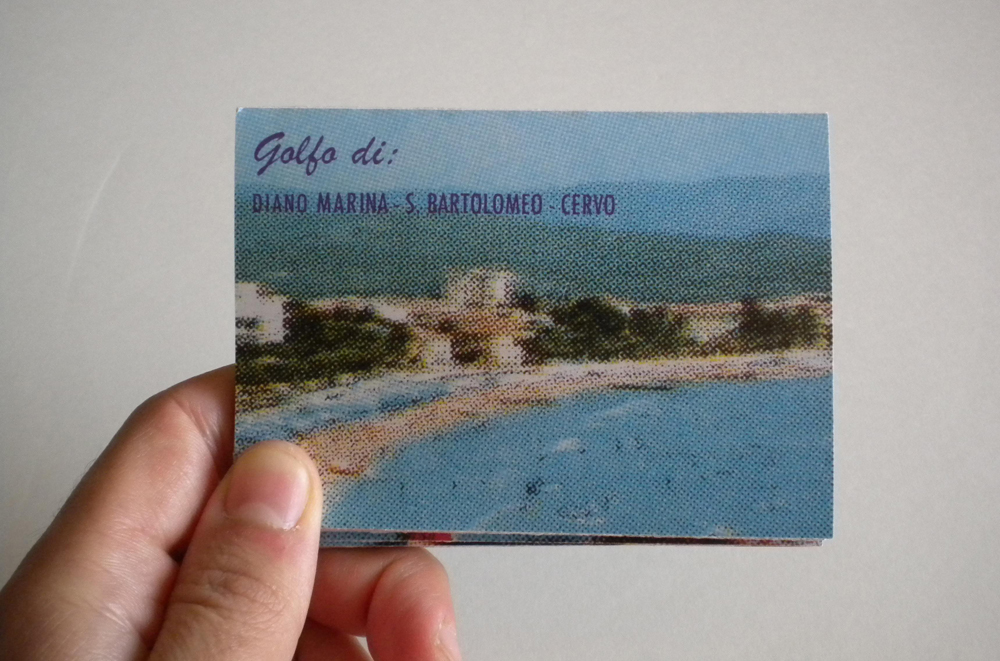 Golfo di:
DIANO MARINA - S. BARTOLOMEO - CERVO